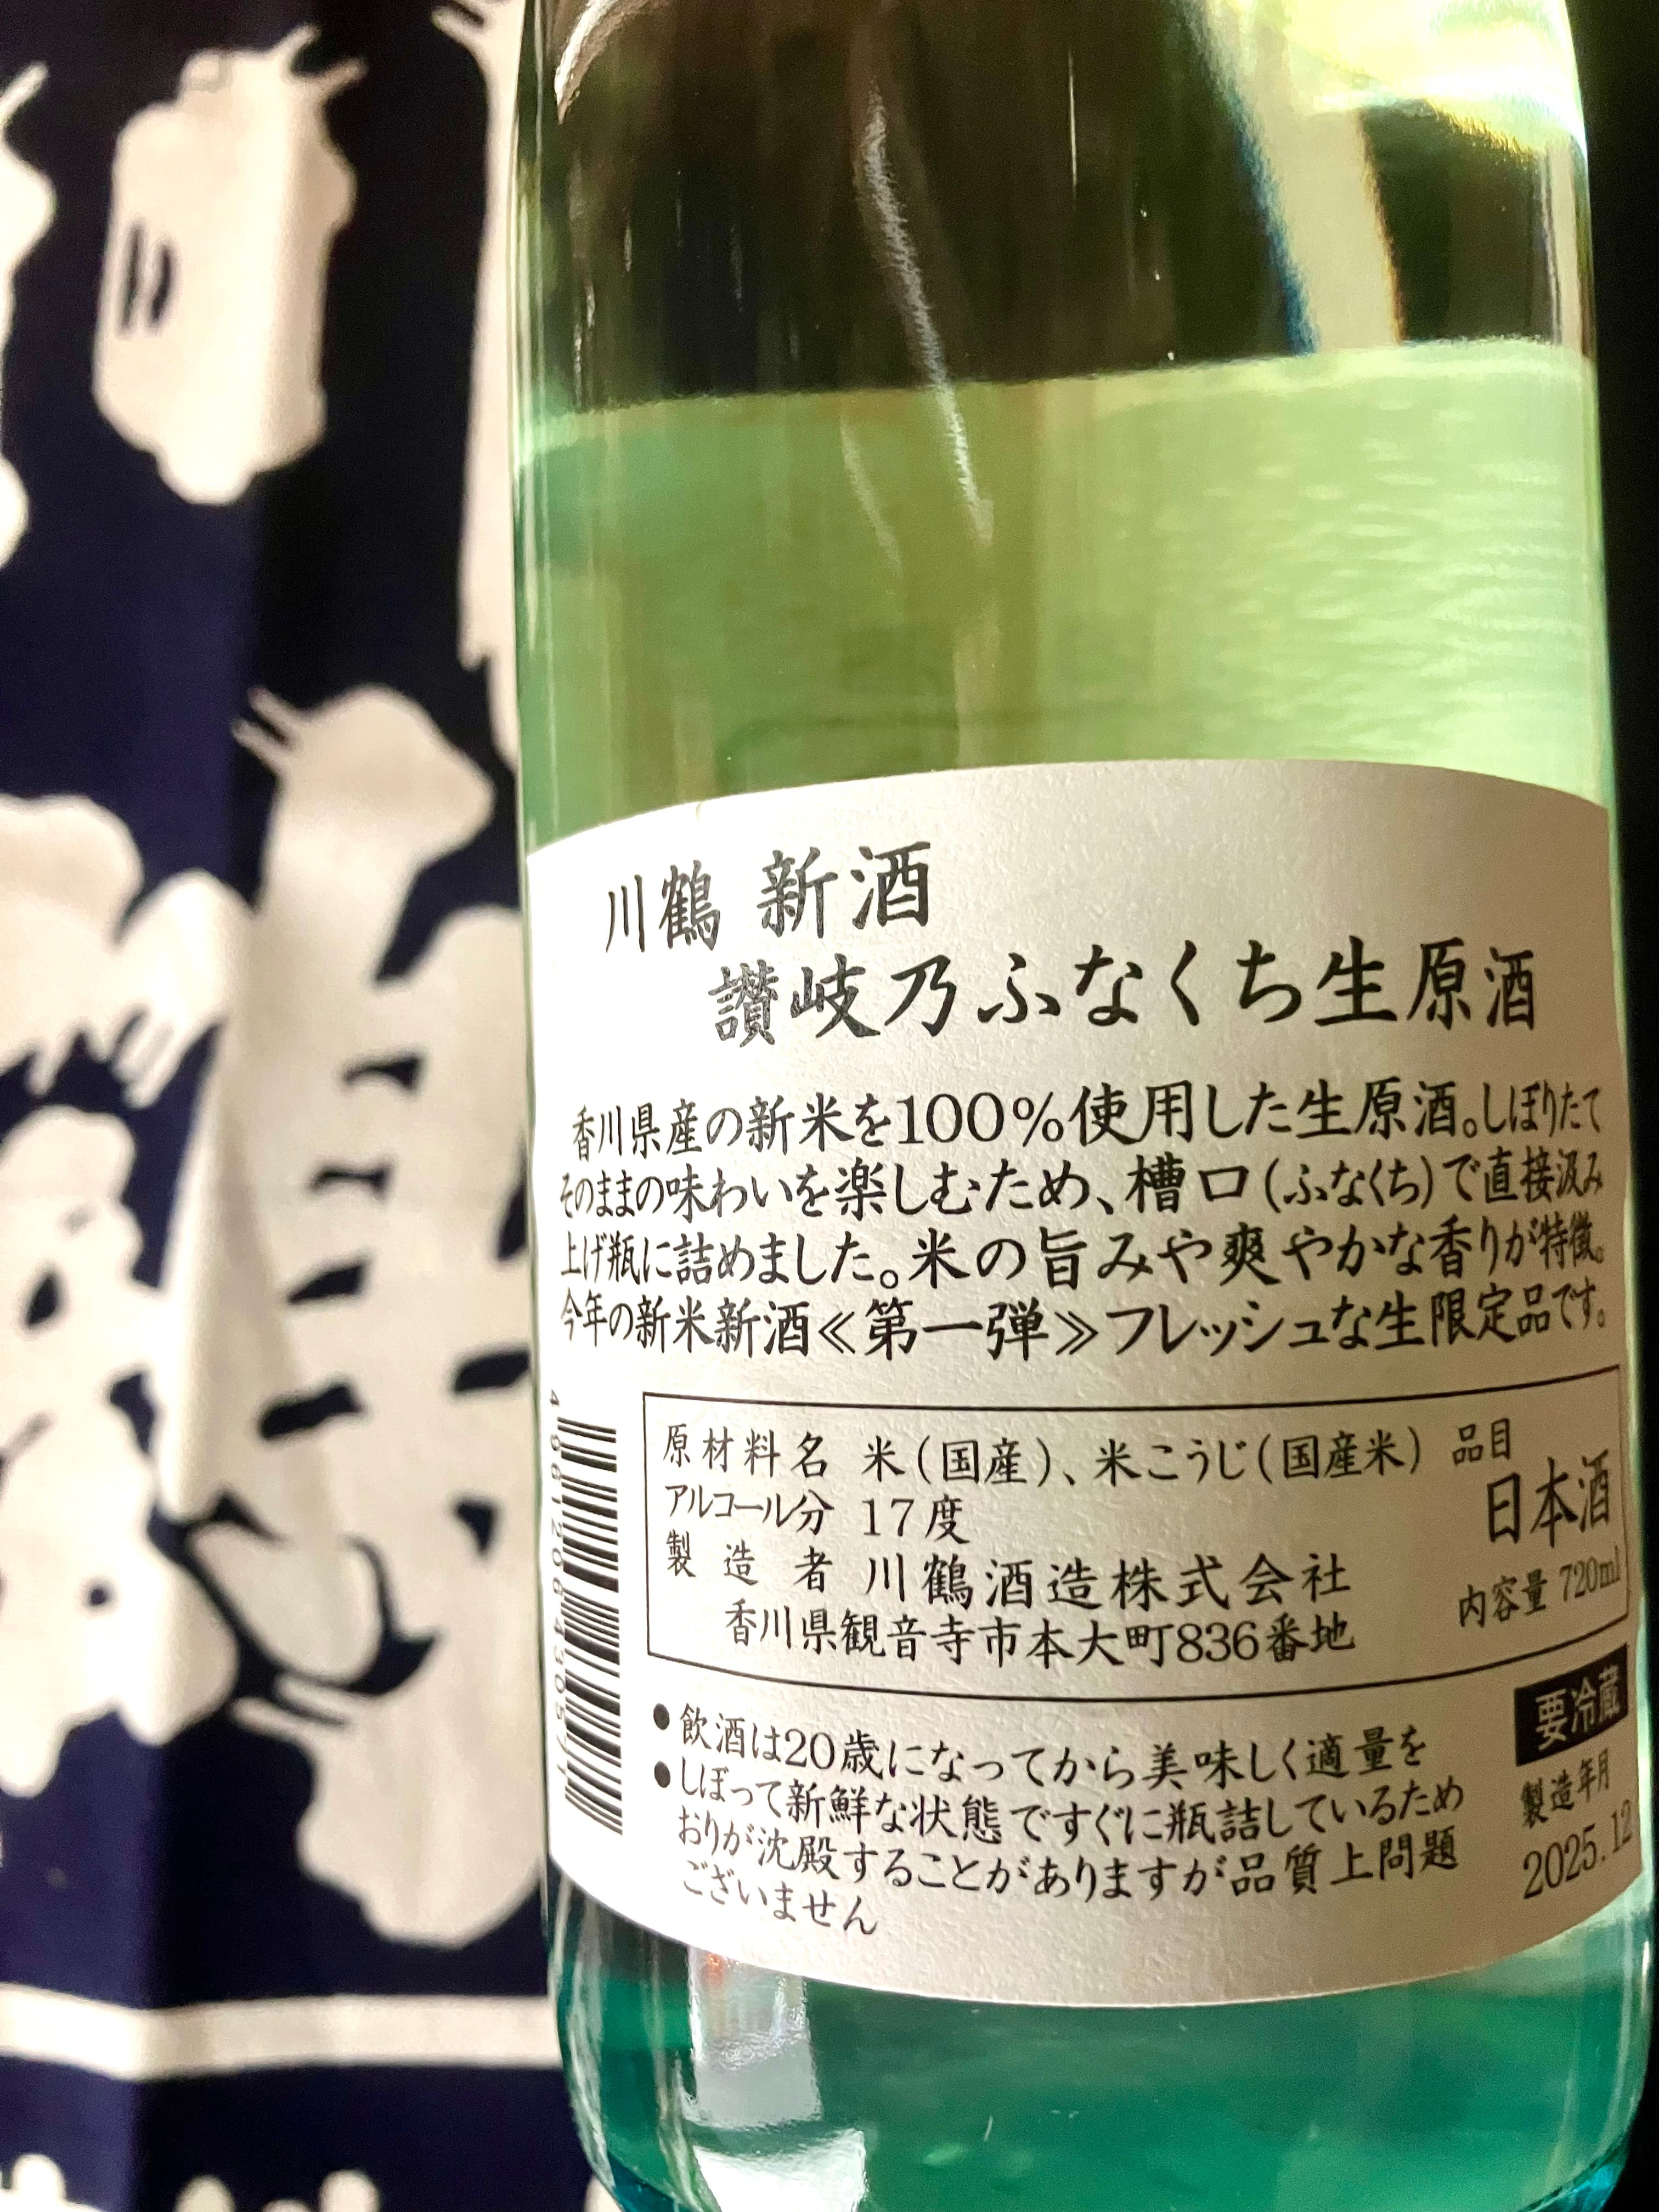 川鶴 新酒
讃岐乃ふなくち生原酒
香川県産の新米を100%使用した生原酒。しぼりたて
そのままの味わいを楽しむため、槽口(ふなくち)で直接汲み
上げ瓶に詰めました。米の旨みや爽やかな香りが特徴。
今年の新米新酒≪第一弾≫フレッシュな生限定品です。
原材料名 米(国産)、米こうじ(国産米)
アルコール分 17度
製造者 川鶴酒造株式会社
香川県観音寺市本大町836番地
品目
日本酒
内容量 720ml
●飲酒は20歳になってから美味しく適量を
●しぼって新鮮な状態ですぐに瓶詰しているため
おりが沈殿することがありますが品質上問題
ございません
要冷蔵
製造年月
2025.12